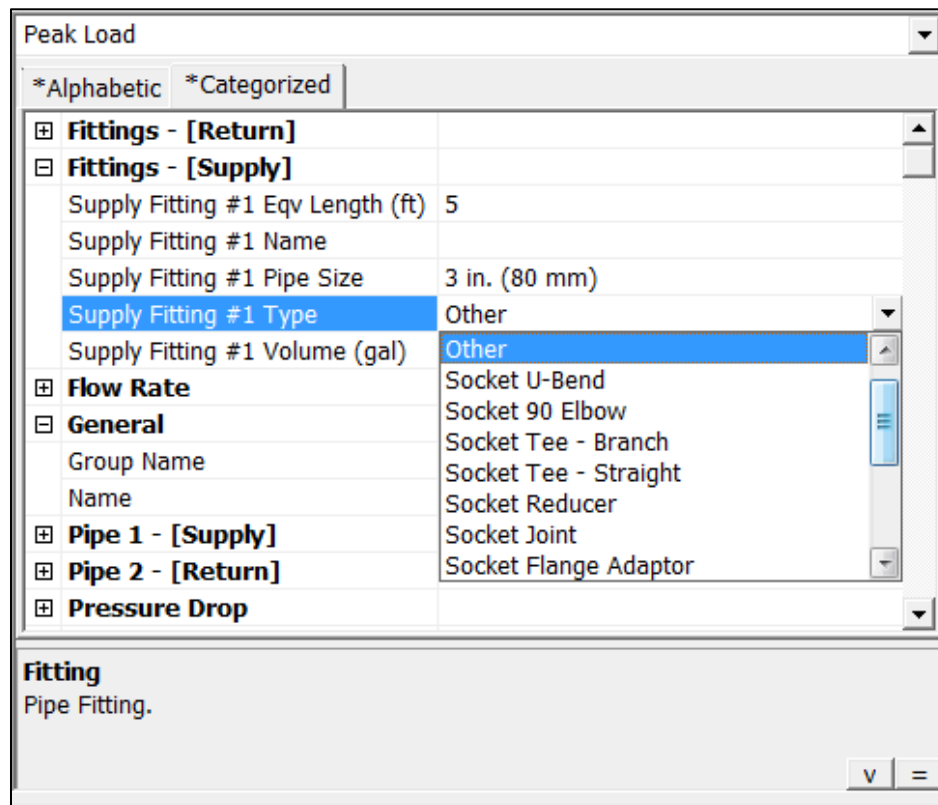 Peak Load
*Alphabetic *Categorized
Fittings - [Return]
Fittings - [Supply]
Supply Fitting #1 Eqv Length (ft) 5
Supply Fitting #1 Name
Supply Fitting #1 Pipe Size 3 in. (80 mm)
Supply Fitting #1 Type Other
Supply Fitting #1 Volume (gal) Other
Socket U-Bend
Flow Rate
Socket 90 Elbow
General
Socket Tee - Branch
Group Name
Socket Tee - Straight
Name
Socket Reducer
Pipe 1 - [Supply]
Socket Joint
Pipe 2 - [Return]
Socket Flange Adaptor
Pressure Drop
Fitting
Pipe Fitting.
v =